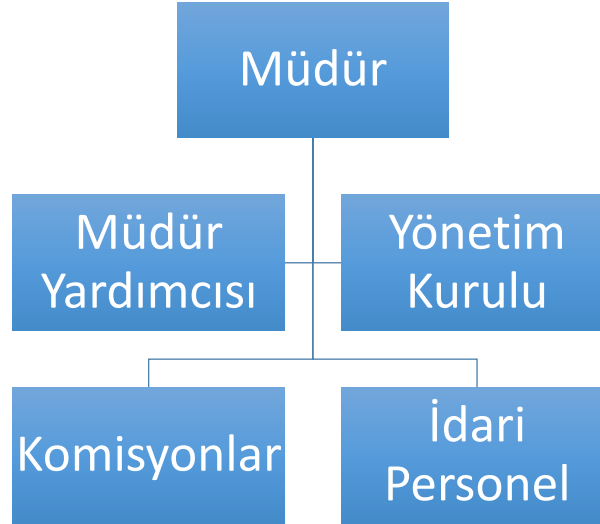 Müdür
Müdür
Yardımcısı
Yönetim
Kurulu
Komisyonlar
İdari
Personel